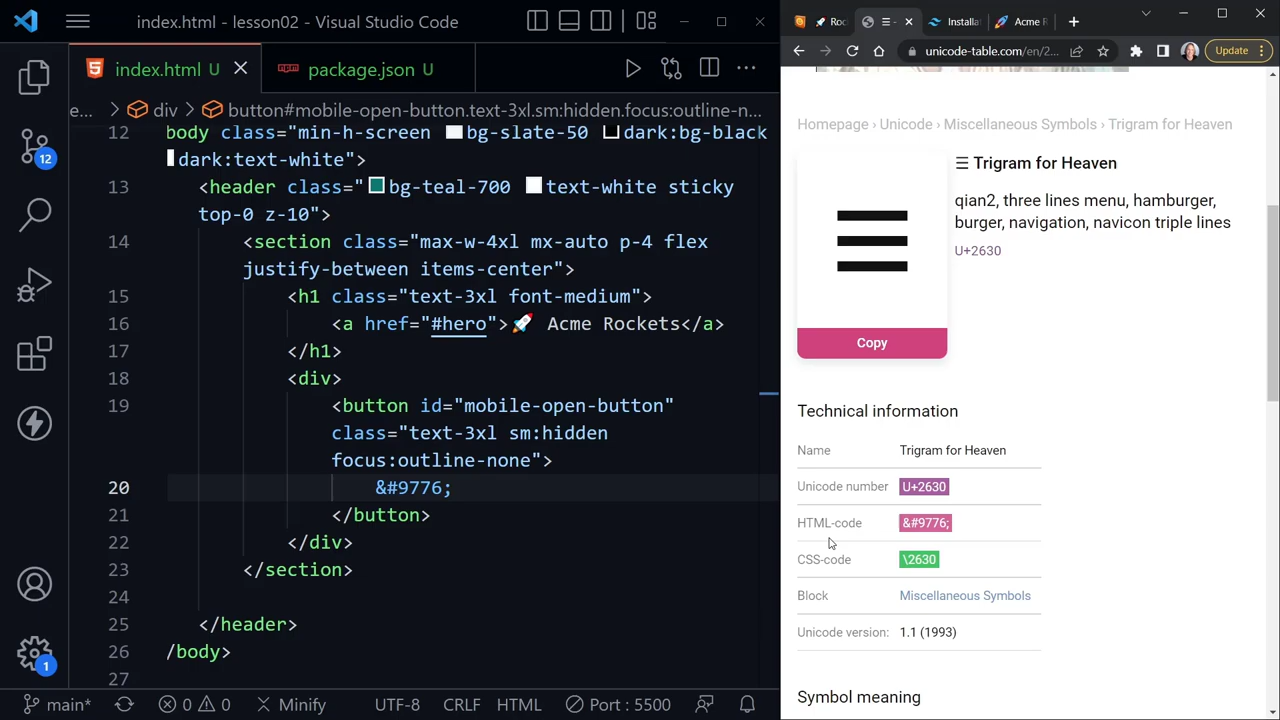 index.html - lesson02 - Visual Studio Code
index.html U
package.json U
e... > div > button#mobile-open-button.text-3xl.sm:hidden.focus:outline-n...
12
body class="min-h-screen bg-slate-50 dark:bg-black
dark:text-white">
13 <header class="bg-teal-700 text-white sticky
top-0 z-10">
14 <section class="max-w-4xl mx-auto p-4 flex
justify-between items-center">
15 <h1 class="text-3xl font-medium">
16 <a href="#hero">🚀 Acme Rockets</a>
17 </h1>
18 <div>
19 <button id="mobile-open-button"
class="text-3xl sm:hidden
focus:outline-none">
20 &#9776;
21 </button>
22 </div>
23 </section>
24
25 </header>
26 /body>
27
12
1
main*
0 0
Minify
UTF-8
CRLF
HTML
Port : 5500
Roc
☰ -
Installa
Acme R
unicode-table.com/en/2...
Update
Homepage › Unicode › Miscellaneous Symbols › Trigram for Heaven
☰
Copy
☰ Trigram for Heaven
qian2, three lines menu, hamburger,
burger, navigation, navicon triple lines
U+2630
Technical information
Name Trigram for Heaven
Unicode number U+2630
HTML-code &#9776;
CSS-code \2630
Block Miscellaneous Symbols
Unicode version: 1.1 (1993)
Symbol meaning